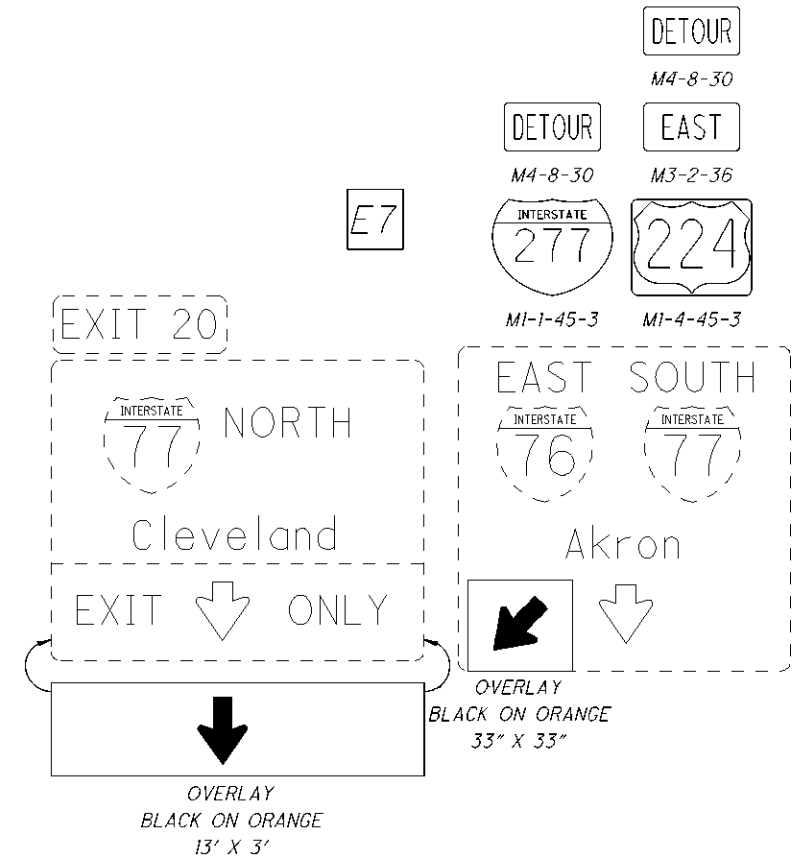 DETOUR
M4-8-30
DETOUR
EAST
M4-8-30
M3-2-36
E7
INTERSTATE
277
224
M1-1-45-3
M1-4-45-3
EXIT 20
INTERSTATE
77
NORTH
Cleveland
EXIT ONLY
EAST SOUTH
INTERSTATE
76
INTERSTATE
77
Akron
OVERLAY
BLACK ON ORANGE
33" X 33"
OVERLAY
BLACK ON ORANGE
13' X 3'